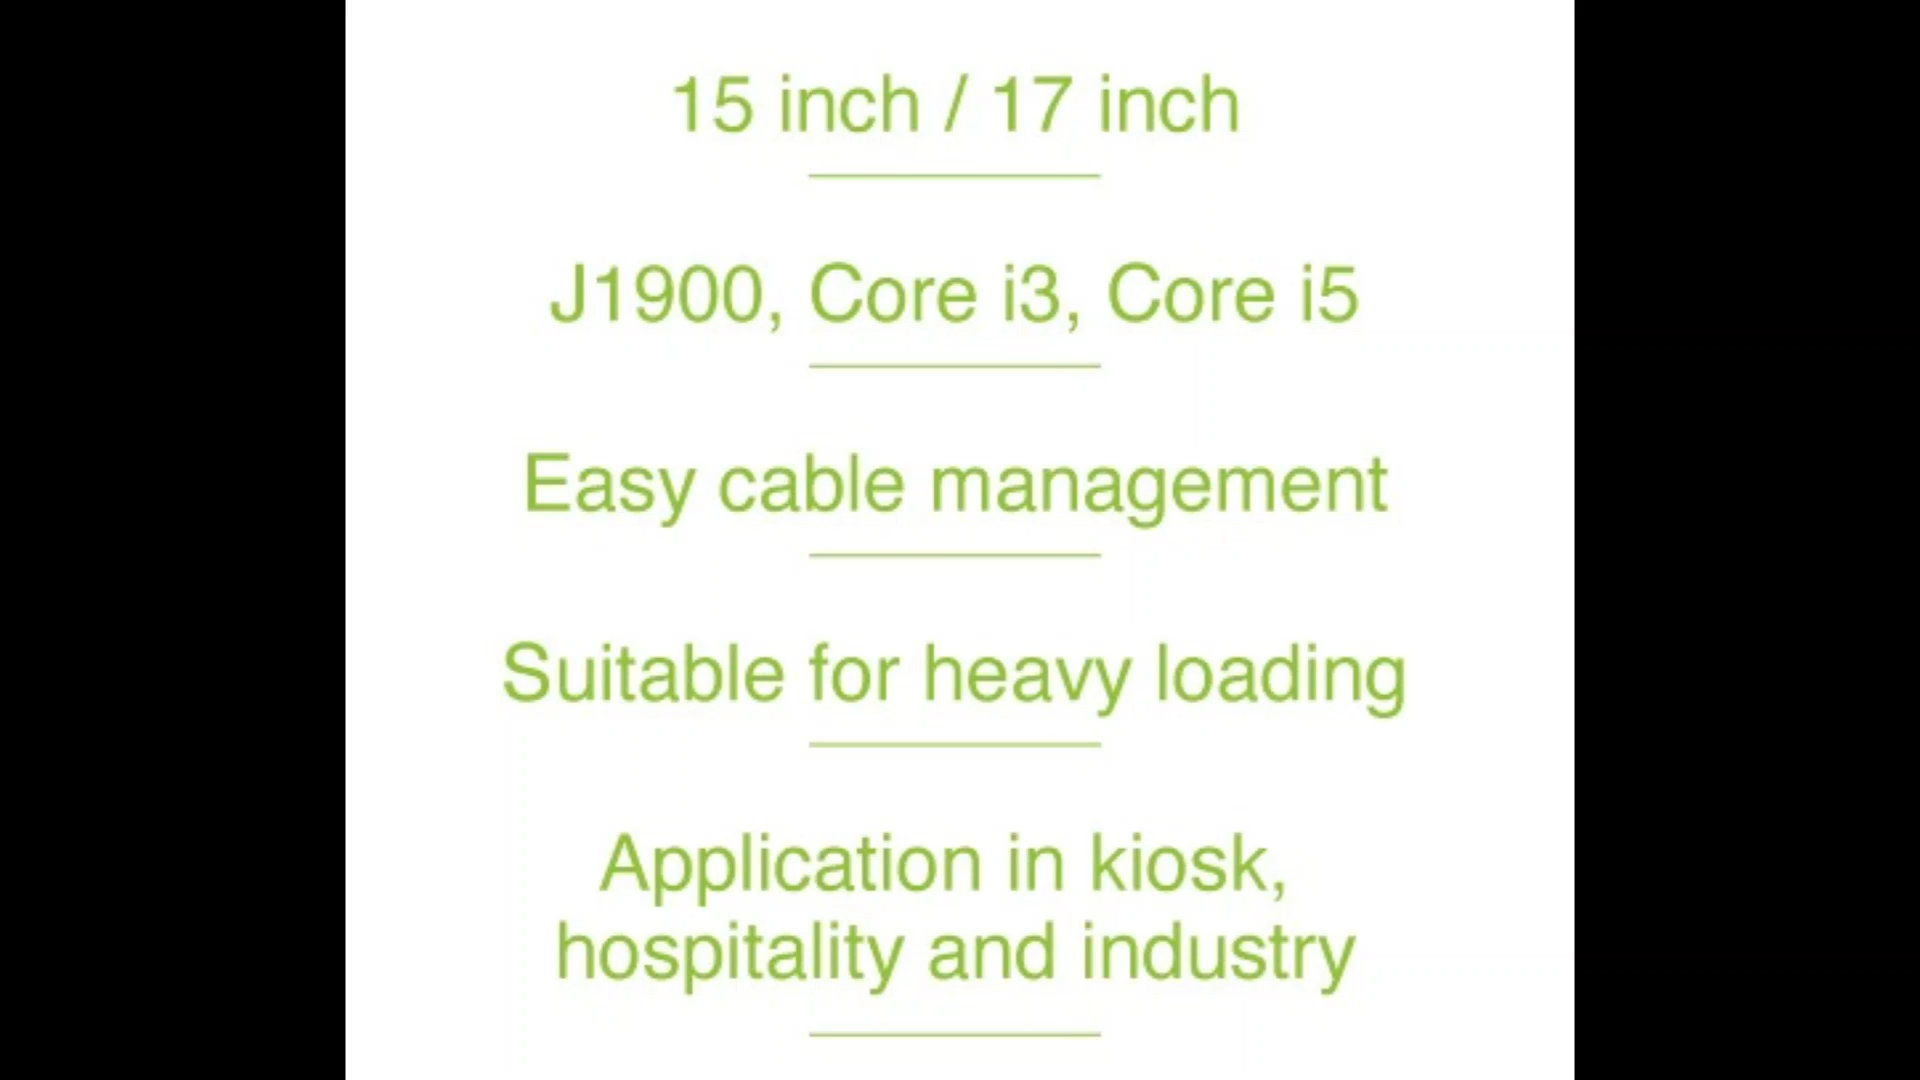 15 inch / 17 inch
J1900, Core i3, Core i5
Easy cable management
Suitable for heavy loading
Application in kiosk,
hospitality and industry